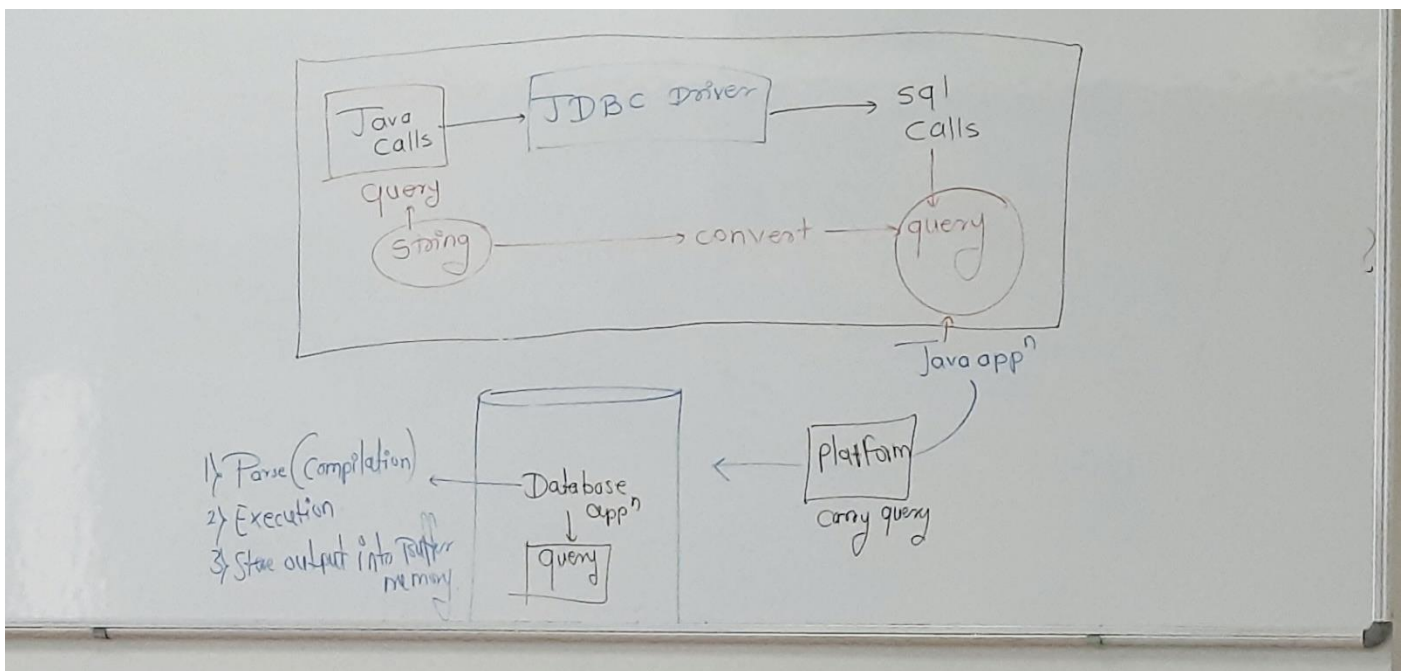 Java
calls
JDBC Driver
sql
calls
query
string
convert
query
Java appⁿ
Platform
carry query
Database
appⁿ
query
1) Parse (Compilation)
2) Execution
3) Store output into Buffer
memory